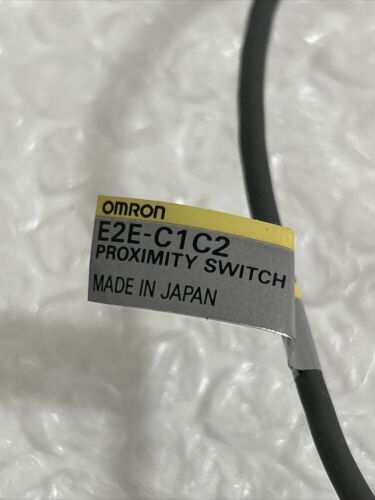 OMRON
E2E-C1C2
PROXIMITY SWITCH
MADE IN JAPAN